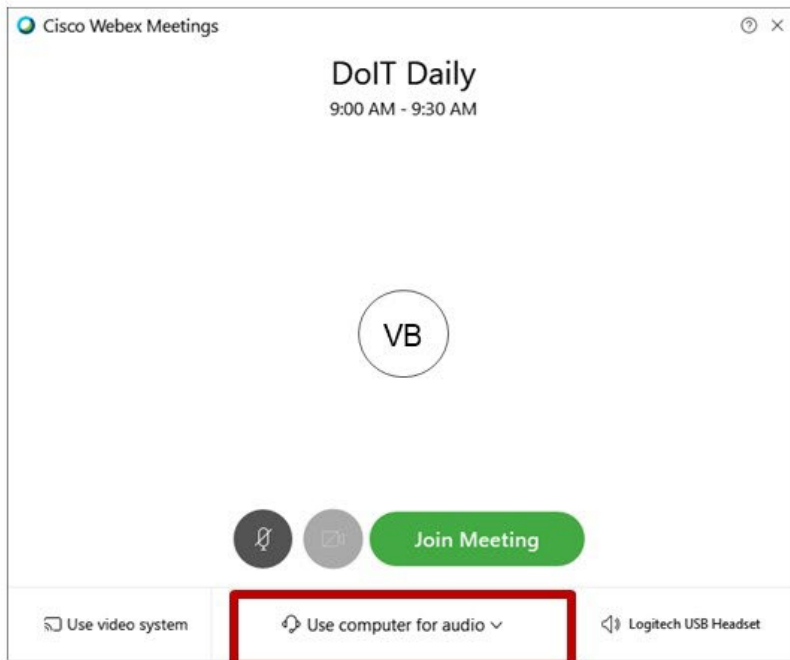 Cisco Webex Meetings
DoIT Daily
9:00 AM - 9:30 AM
VB
Join Meeting
Use video system
Use computer for audio
Logitech USB Headset